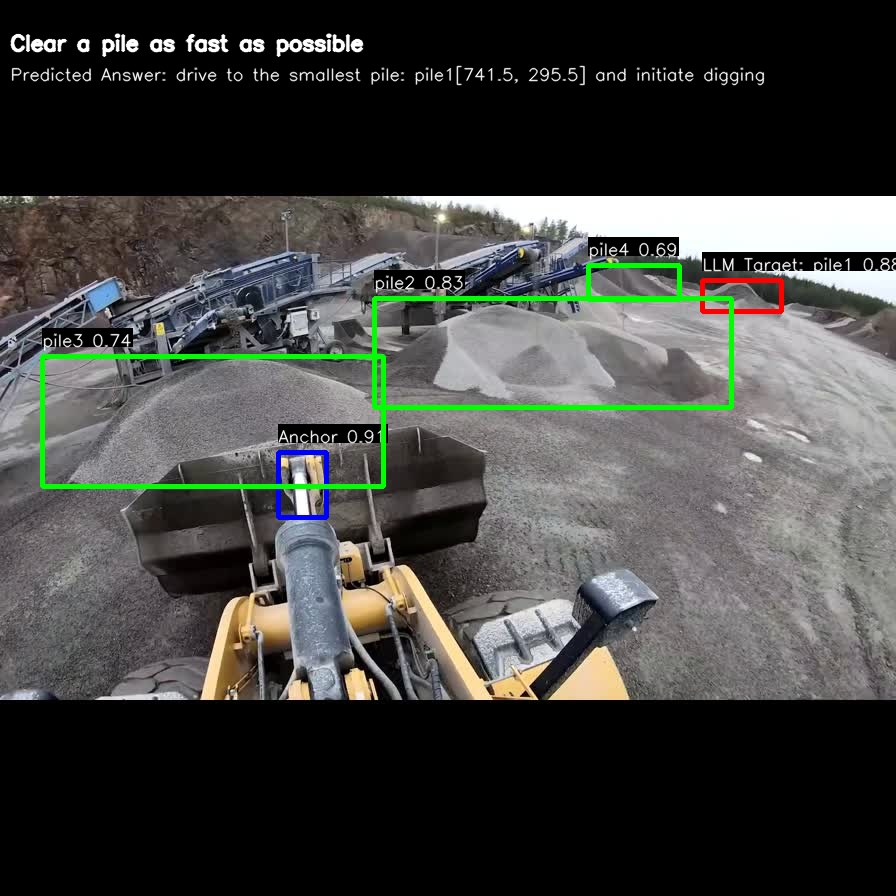 Clear a pile as fast as possible
Predicted Answer: drive to the smallest pile: pile1[741.5, 295.5] and initiate digging
pile4 0.69
LLM Target: pile1 0.88
pile2 0.83
pile3 0.74
Anchor 0.91